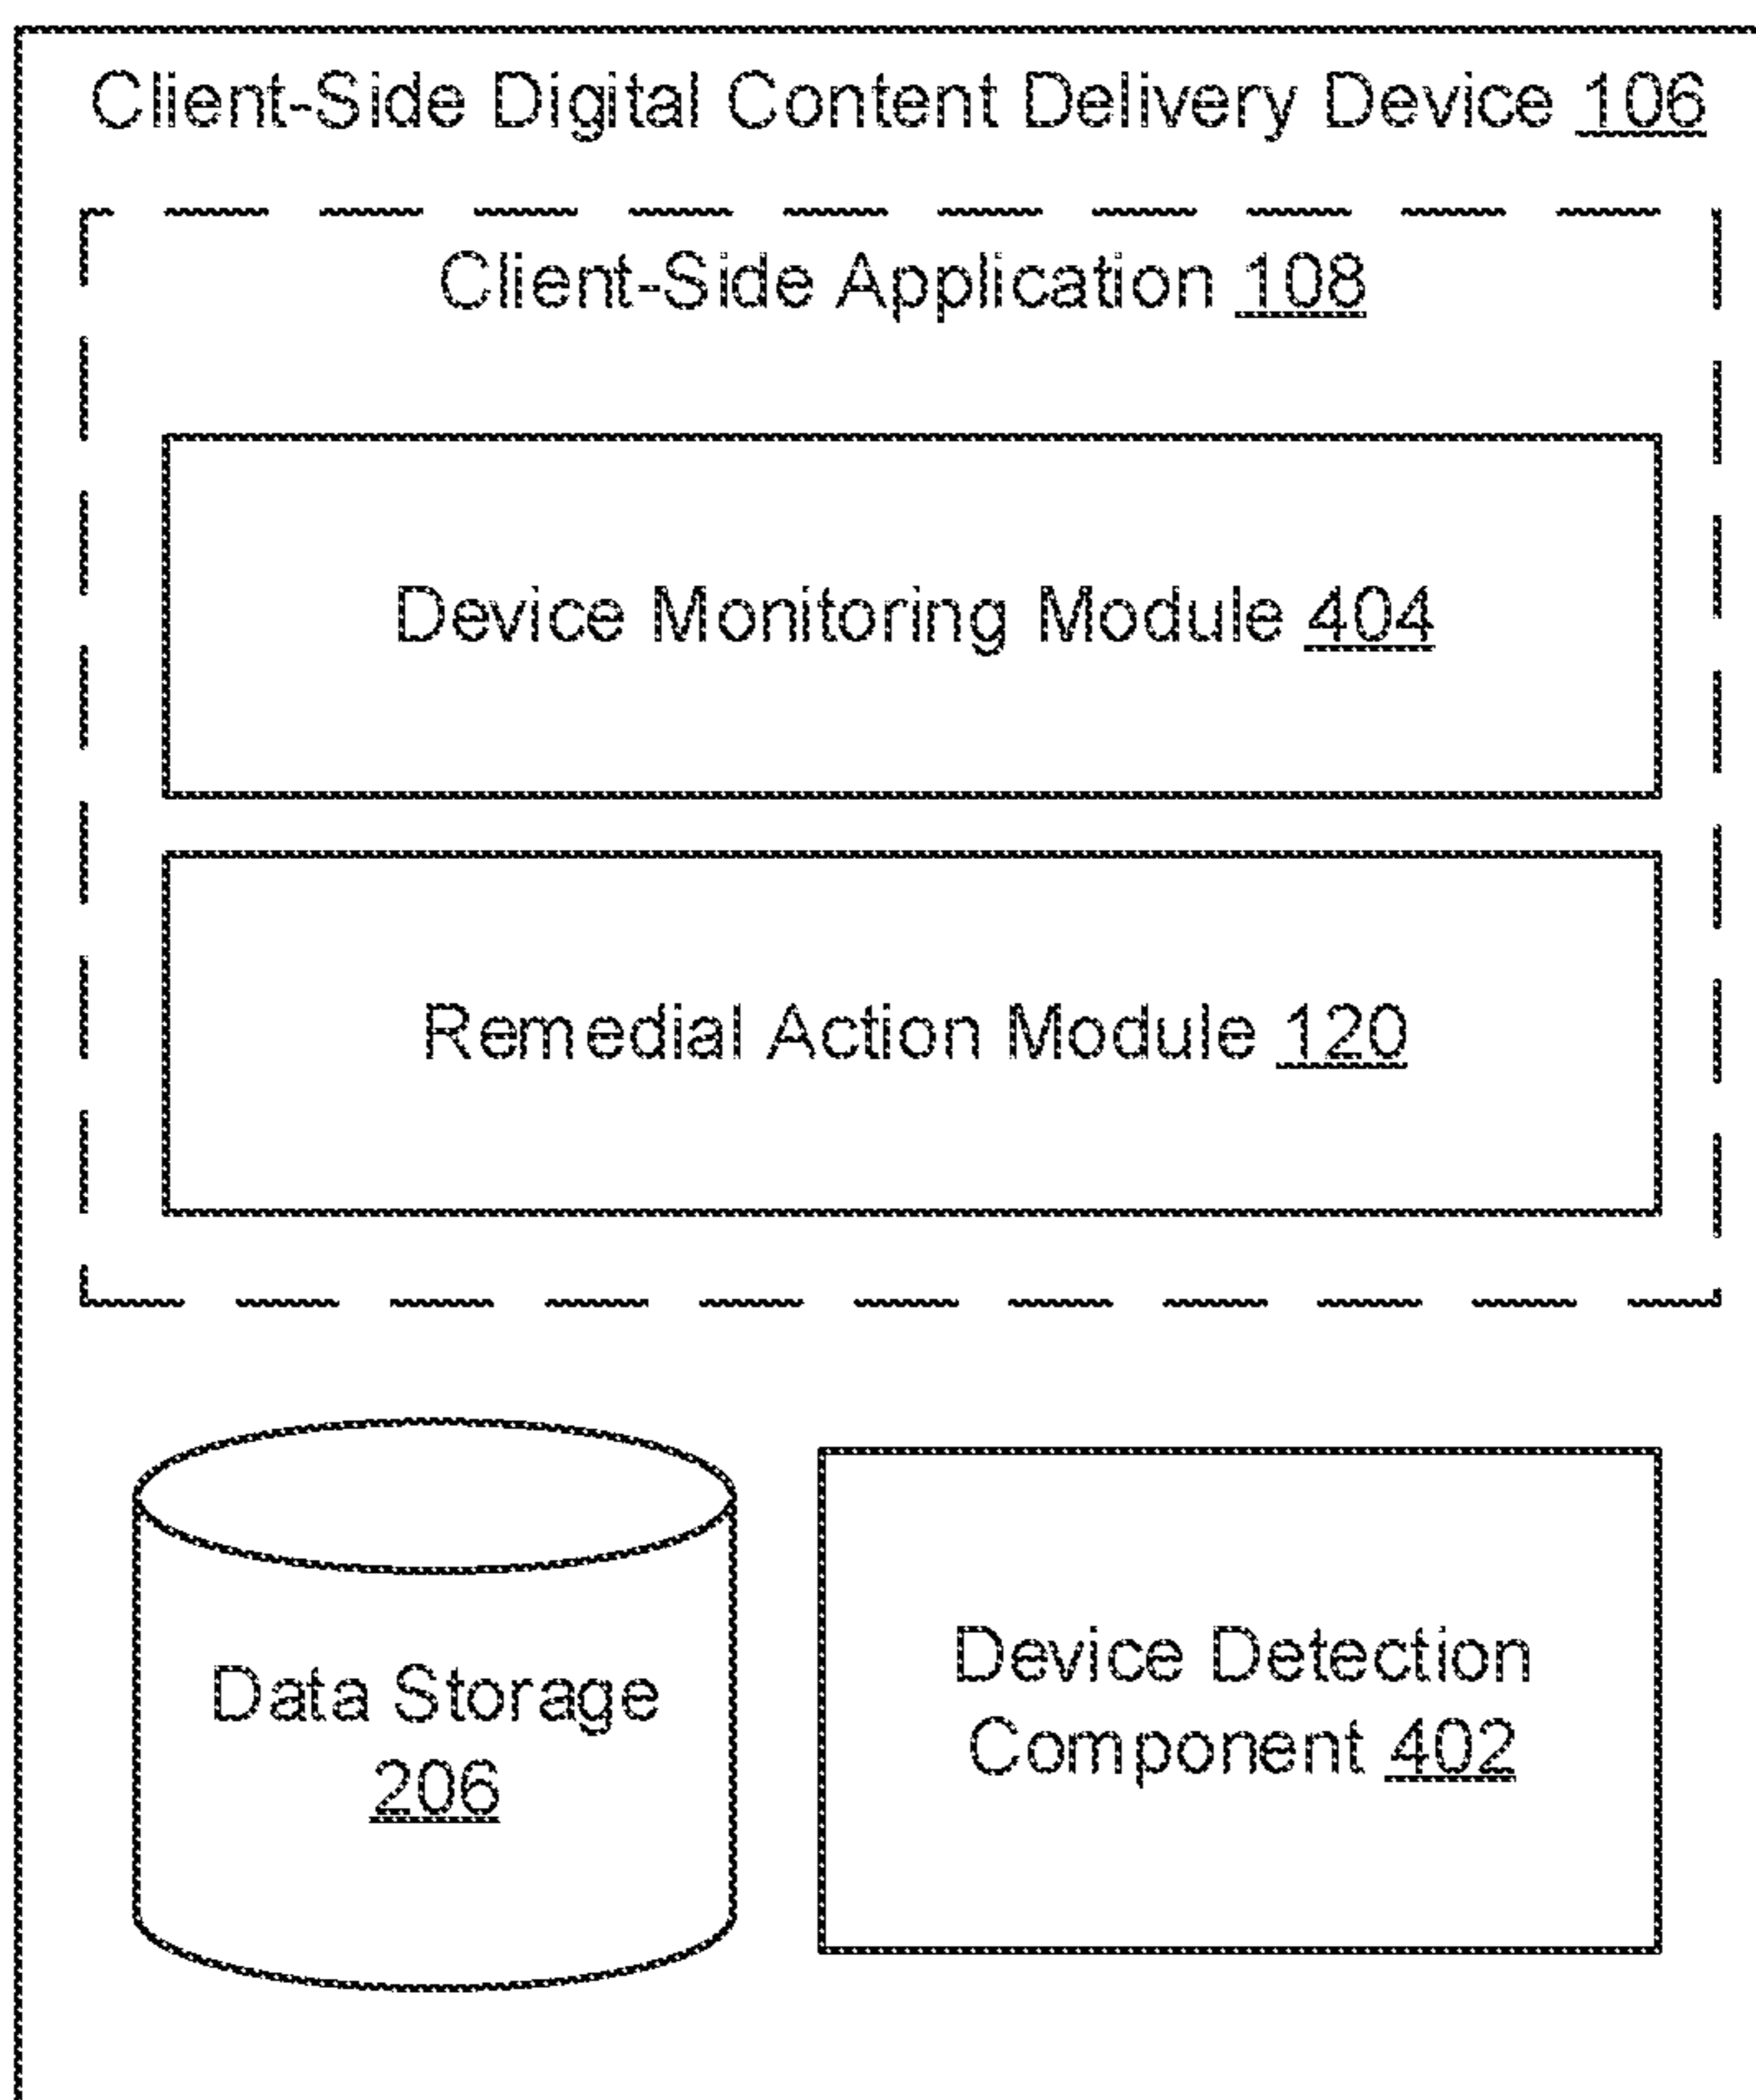 Client-Side Digital Content Delivery Device 106
Client-Side Application 108
Device Monitoring Module 404
Remedial Action Module 120
Data Storage
206
Device Detection
Component 402